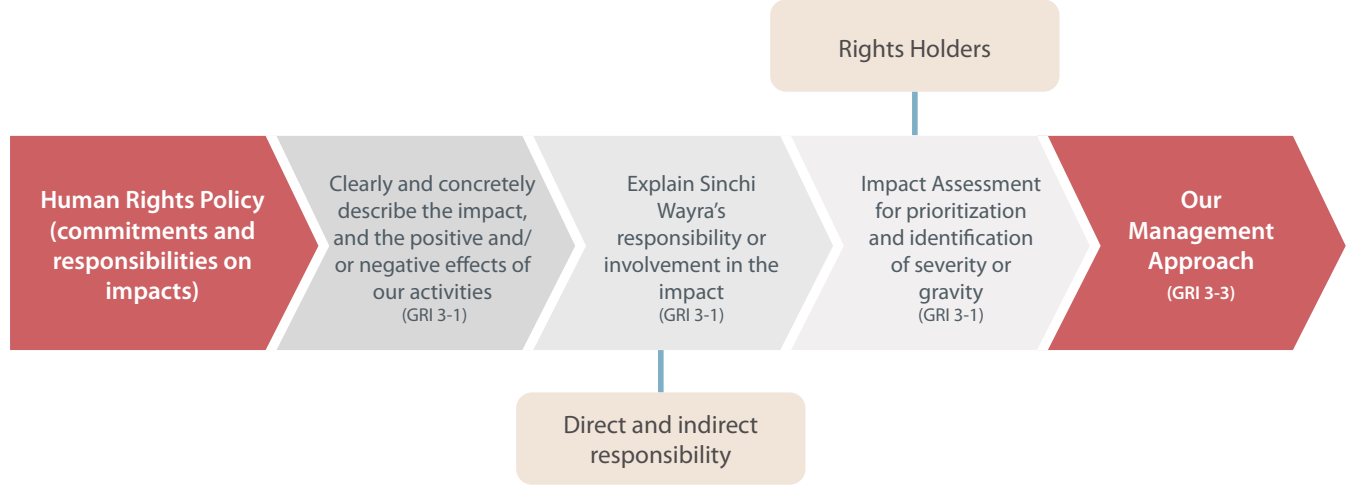 Rights Holders
Human Rights Policy
(commitments and
responsibilities on
impacts)
Clearly and concretely
describe the impact,
and the positive and/
or negative effects of
our activities
(GRI 3-1)
Explain Sinchi
Wayra’s
responsibility or
involvement in the
impact
(GRI 3-1)
Impact Assessment
for prioritization
and identification
of severity or
gravity
(GRI 3-1)
Our
Management
Approach
(GRI 3-3)
Direct and indirect
responsibility